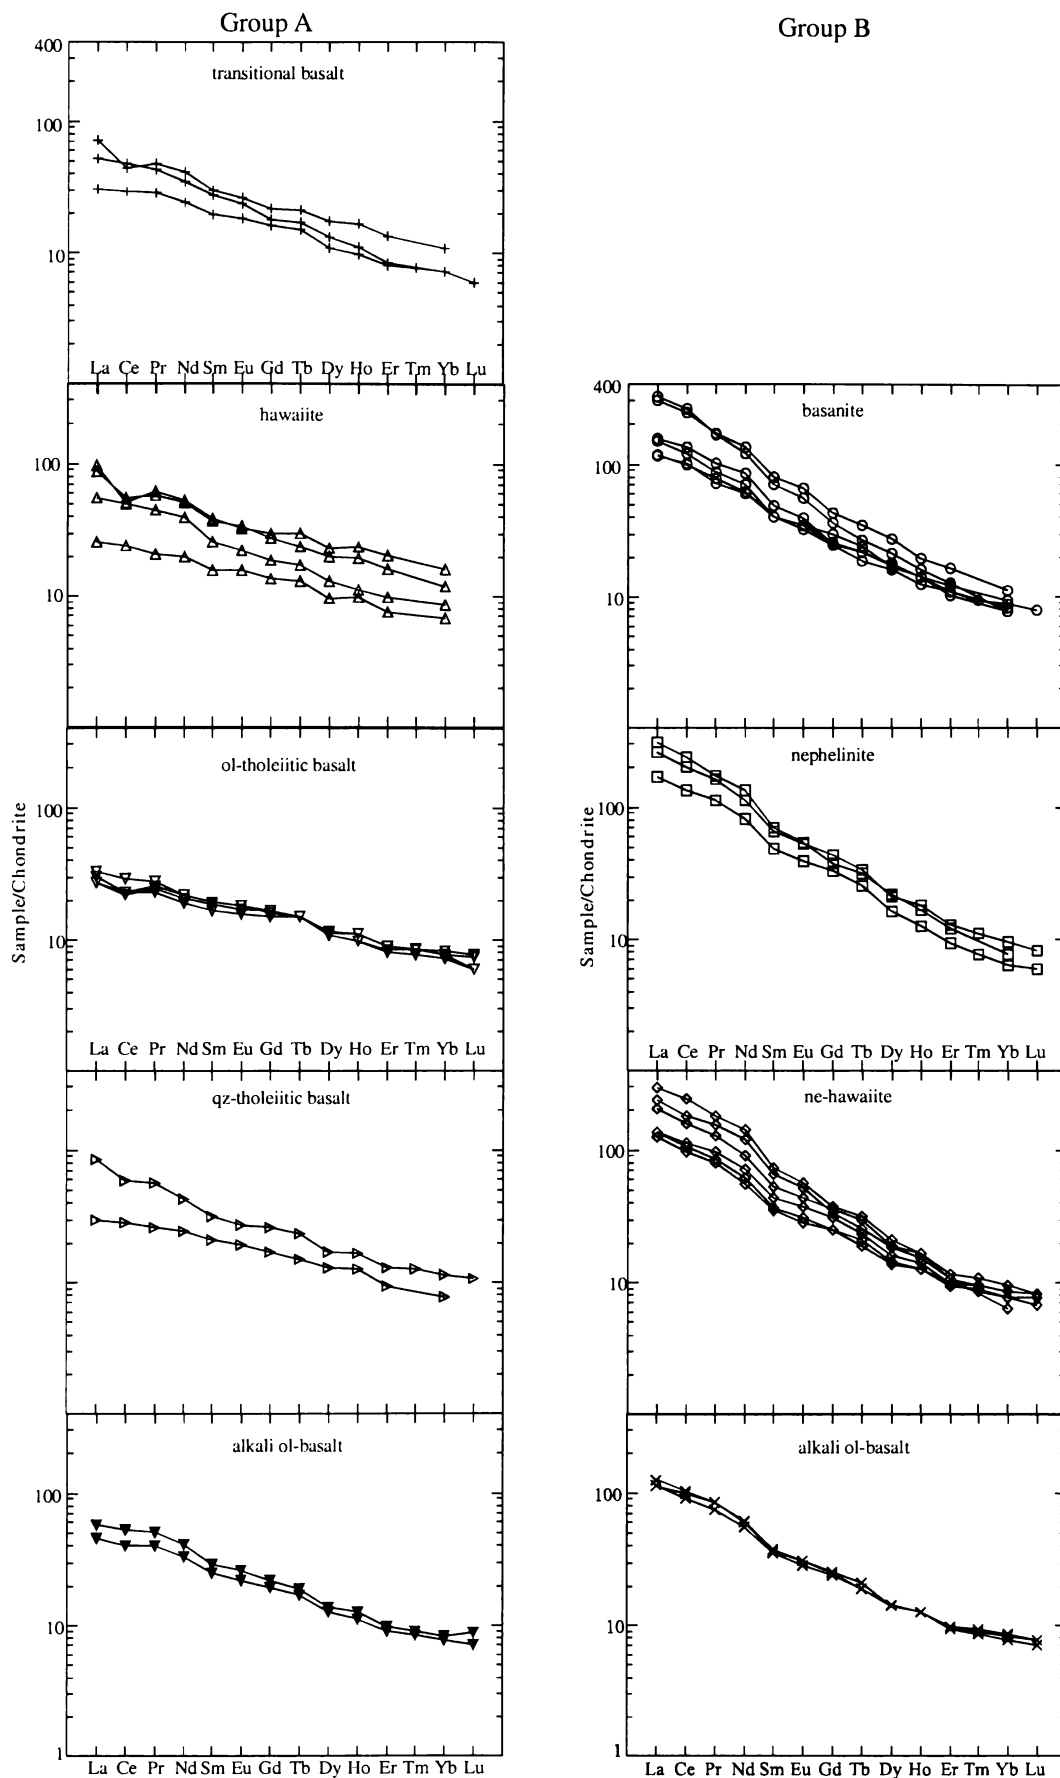 Group A
400
transitional basalt
100
10
La Ce Pr Nd Sm Eu Gd Tb Dy Ho Er Tm Yb Lu
hawaiite
100
10
ol-tholeiitic basalt
100
10
Sample/Chondrite
La Ce Pr Nd Sm Eu Gd Tb Dy Ho Er Tm Yb Lu
qz-tholeiitic basalt
alkali ol-basalt
100
10
1
La Ce Pr Nd Sm Eu Gd Tb Dy Ho Er Tm Yb Lu
Group B
400
basanite
100
10
nephelinite
100
10
Sample/Chondrite
La Ce Pr Nd Sm Eu Gd Tb Dy Ho Er Tm Yb Lu
ne-hawaiite
100
10
alkali ol-basalt
100
10
1
La Ce Pr Nd Sm Eu Gd Tb Dy Ho Er Tm Yb Lu